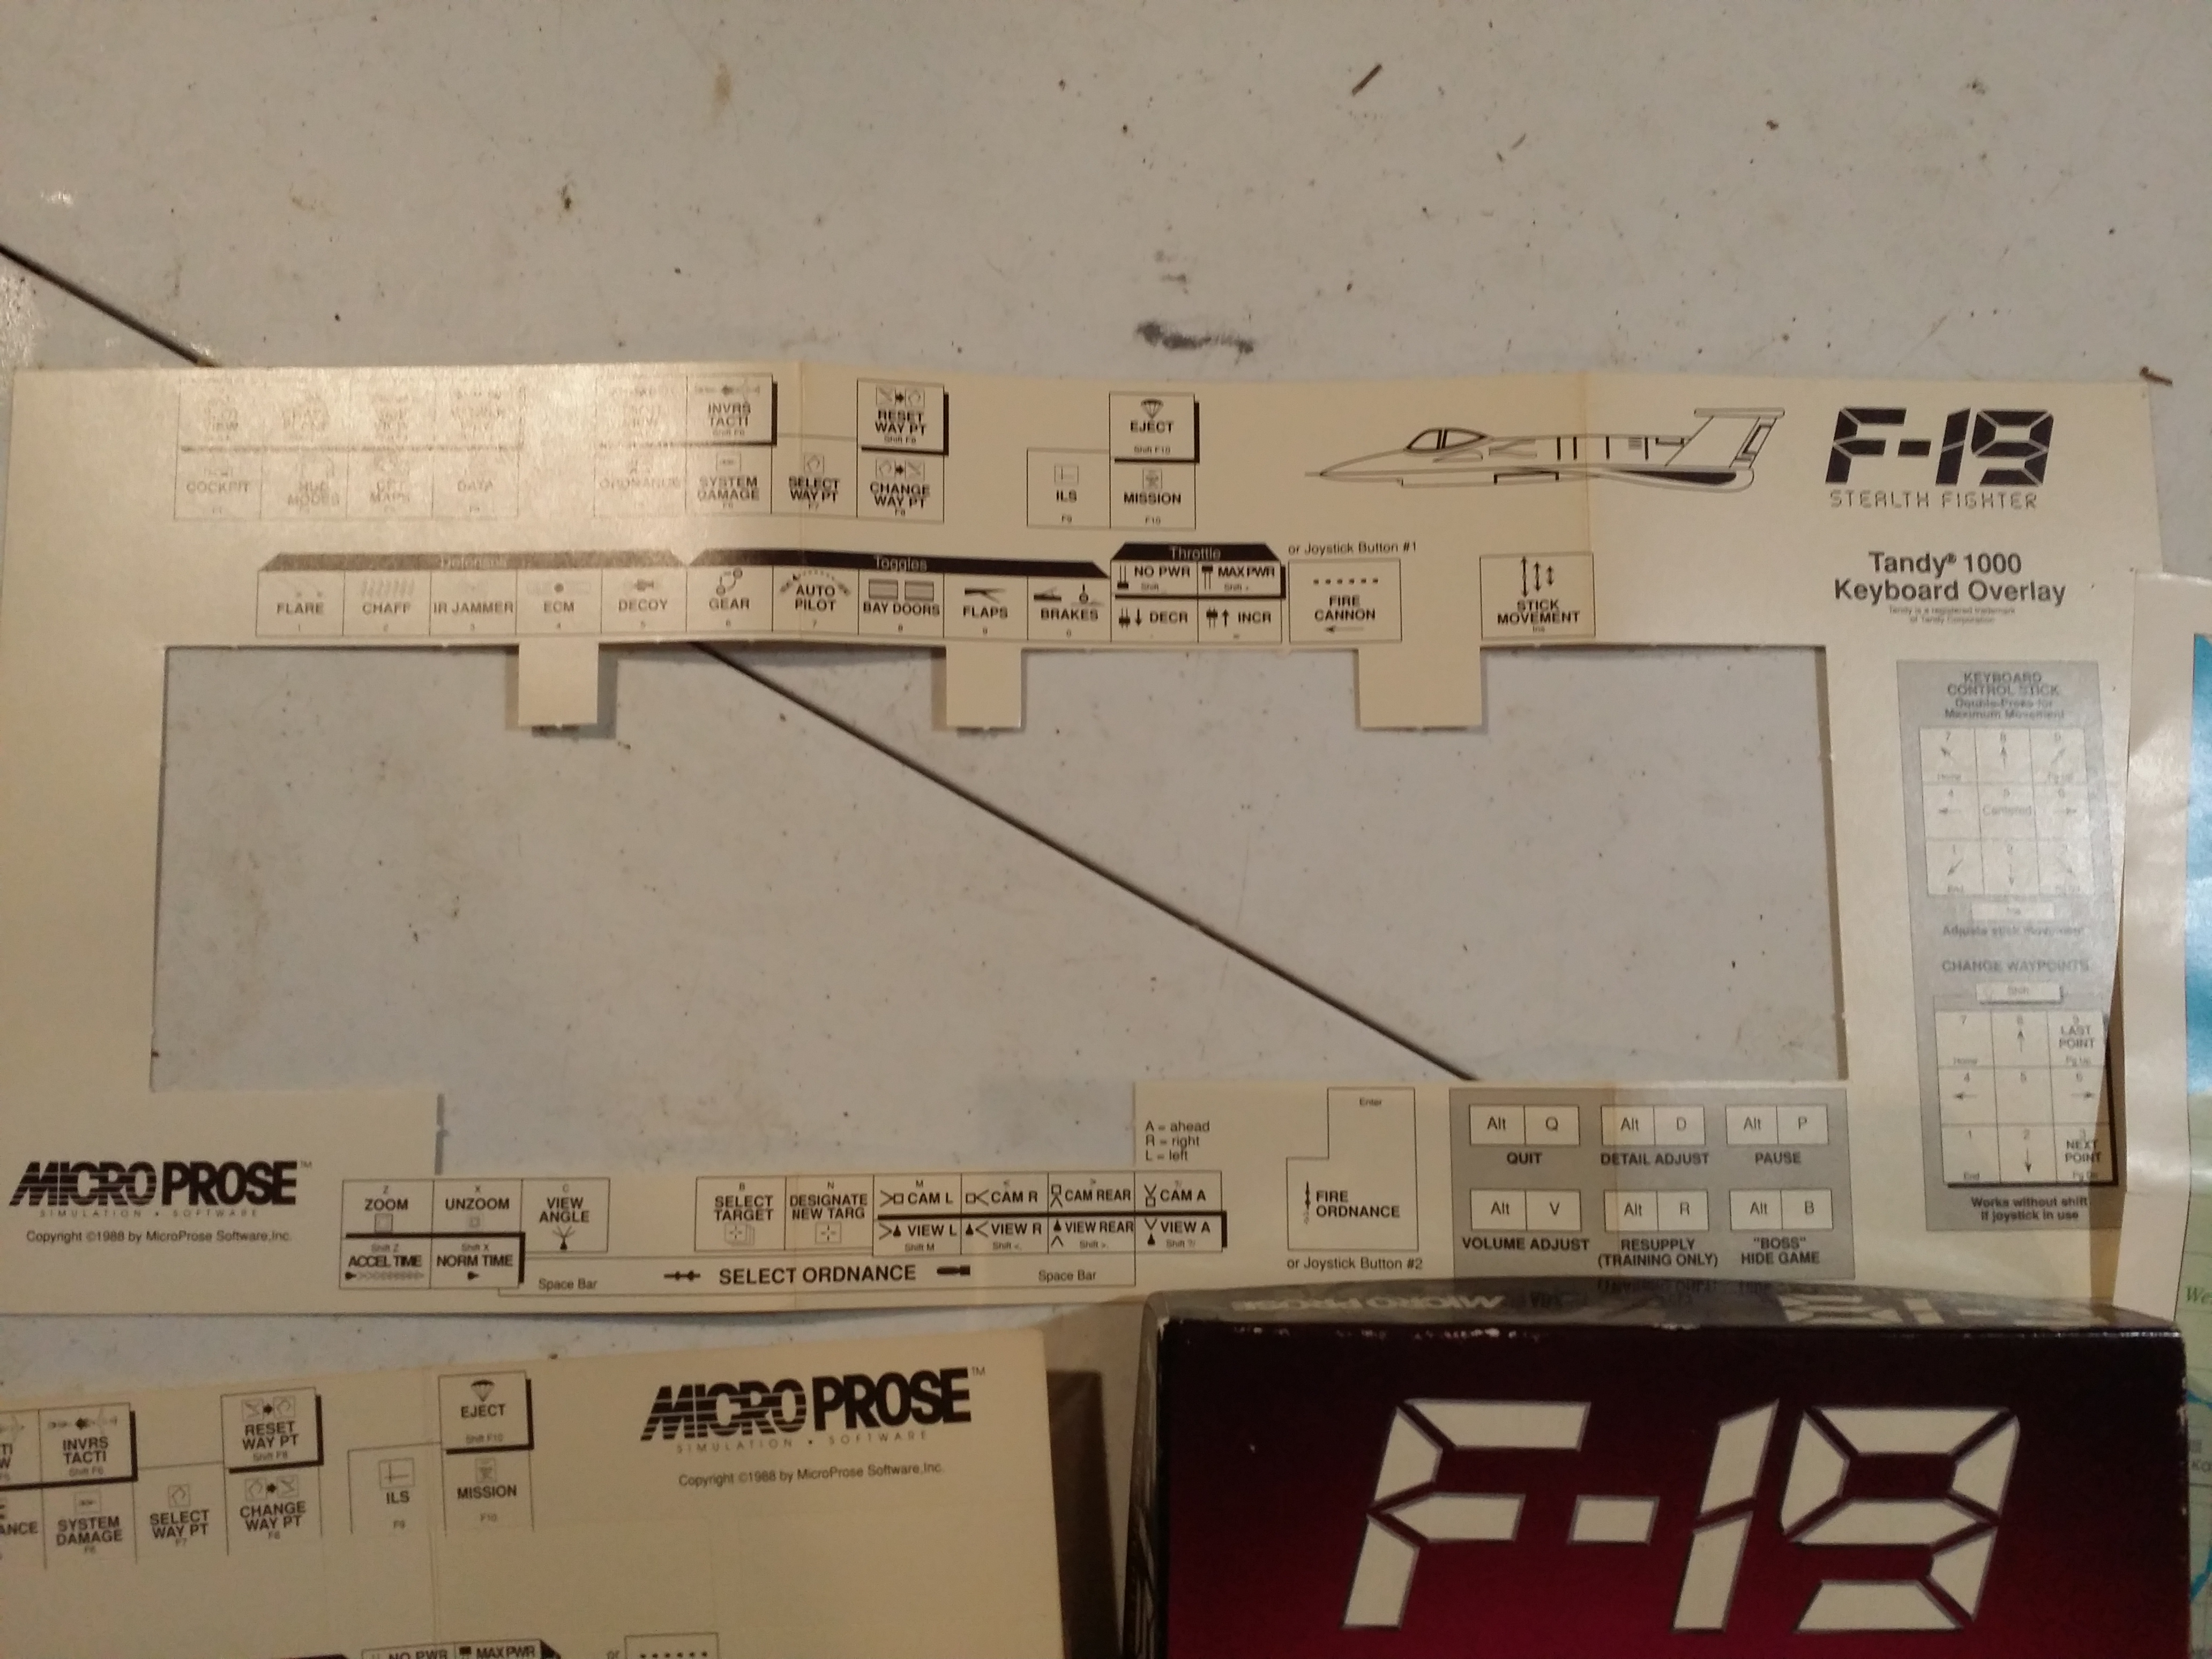 INVRS
TACTI
Shift F6
RESET
WAY PT
Shift F8
EJECT
Shift F10
COCKPIT
HUD
MODES
MAPS
DATA
ORDNANCE
SYSTEM
DAMAGE
F6
SELECT
WAY PT
F7
CHANGE
WAY PT
F8
ILS
F9
MISSION
F10
F-19
STEALTH FIGHTER
Tandy® 1000
Keyboard Overlay
Tandy is a registered trademark
of Tandy Corporation
Defenses
Toggles
Throttle
or Joystick Button #1
FLARE
1
CHAFF
2
IR JAMMER
3
ECM
4
DECOY
5
GEAR
6
AUTO
PILOT
7
BAY DOORS
8
FLAPS
9
BRAKES
0
NO PWR
Shift _
MAX PWR
Shift +
DECR
-
INCR
=
FIRE
CANNON
STICK
MOVEMENT
Ins
KEYBOARD
CONTROL STICK
Double-Press for
Maximum Movement
7 8 9
Home Pg Up
4 5 6
Centered
1 2
End
Ins
Adjusts stick movement
CHANGE WAYPOINTS
Shift
7 8 9
LAST
POINT
Home Pg Up
4 5 6
1 2 3
NEXT
POINT
End Pg Dn
Works without shift
if joystick in use
MICROPROSE™
SIMULATION • SOFTWARE
Copyright ©1988 by MicroProse Software, Inc.
Z
ZOOM
X
UNZOOM
C
VIEW
ANGLE
Shift Z
ACCEL TIME
Shift X
NORM TIME
B
SELECT
TARGET
N
DESIGNATE
NEW TARG
M
CAM L
<
CAM R
>
CAM REAR
CAM A
VIEW L
Shift M
VIEW R
Shift <
VIEW REAR
Shift >
VIEW A
Shift ?/
Space Bar
SELECT ORDNANCE
Space Bar
A = ahead
R = right
L = left
Enter
FIRE
ORDNANCE
or Joystick Button #2
Alt Q
QUIT
Alt D
DETAIL ADJUST
Alt P
PAUSE
Alt V
VOLUME ADJUST
Alt R
RESUPPLY
(TRAINING ONLY)
Alt B
"BOSS"
HIDE GAME
MICRO PROSE
INVRS
TACTI
Shift F6
RESET
WAY PT
Shift F8
EJECT
Shift F10
ANCE
SYSTEM
DAMAGE
F6
SELECT
WAY PT
F7
CHANGE
WAY PT
F8
ILS
F9
MISSION
F10
MICROPROSE™
SIMULATION • SOFTWARE
Copyright ©1988 by MicroProse Software, Inc.
NO PWR
MAX PWR
or
F-19